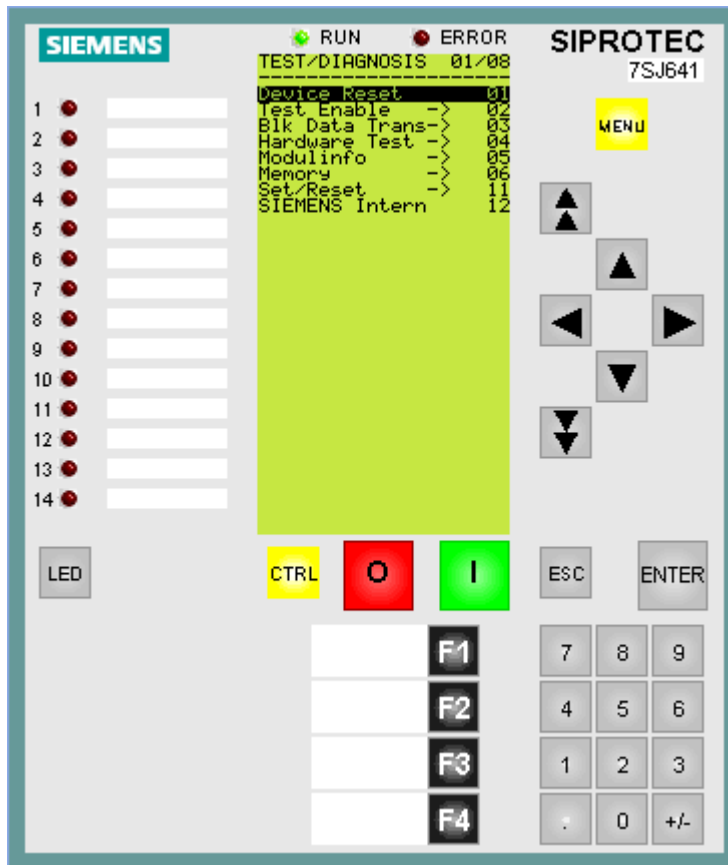 SIEMENS
RUN ERROR
SIPROTEC
7SJ641
TEST/DIAGNOSIS 01/08
--------------------
Device Reset 01
Test Enable -> 02
Blk Data Trans-> 03
Hardware Test -> 04
Modulinfo -> 05
Memory -> 06
Set/Reset -> 11
SIEMENS Intern 12
MENU
1
2
3
4
5
6
7
8
9
10
11
12
13
14
LED
CTRL O I ESC ENTER
F1 7 8 9
F2 4 5 6
F3 1 2 3
F4 . 0 +/-